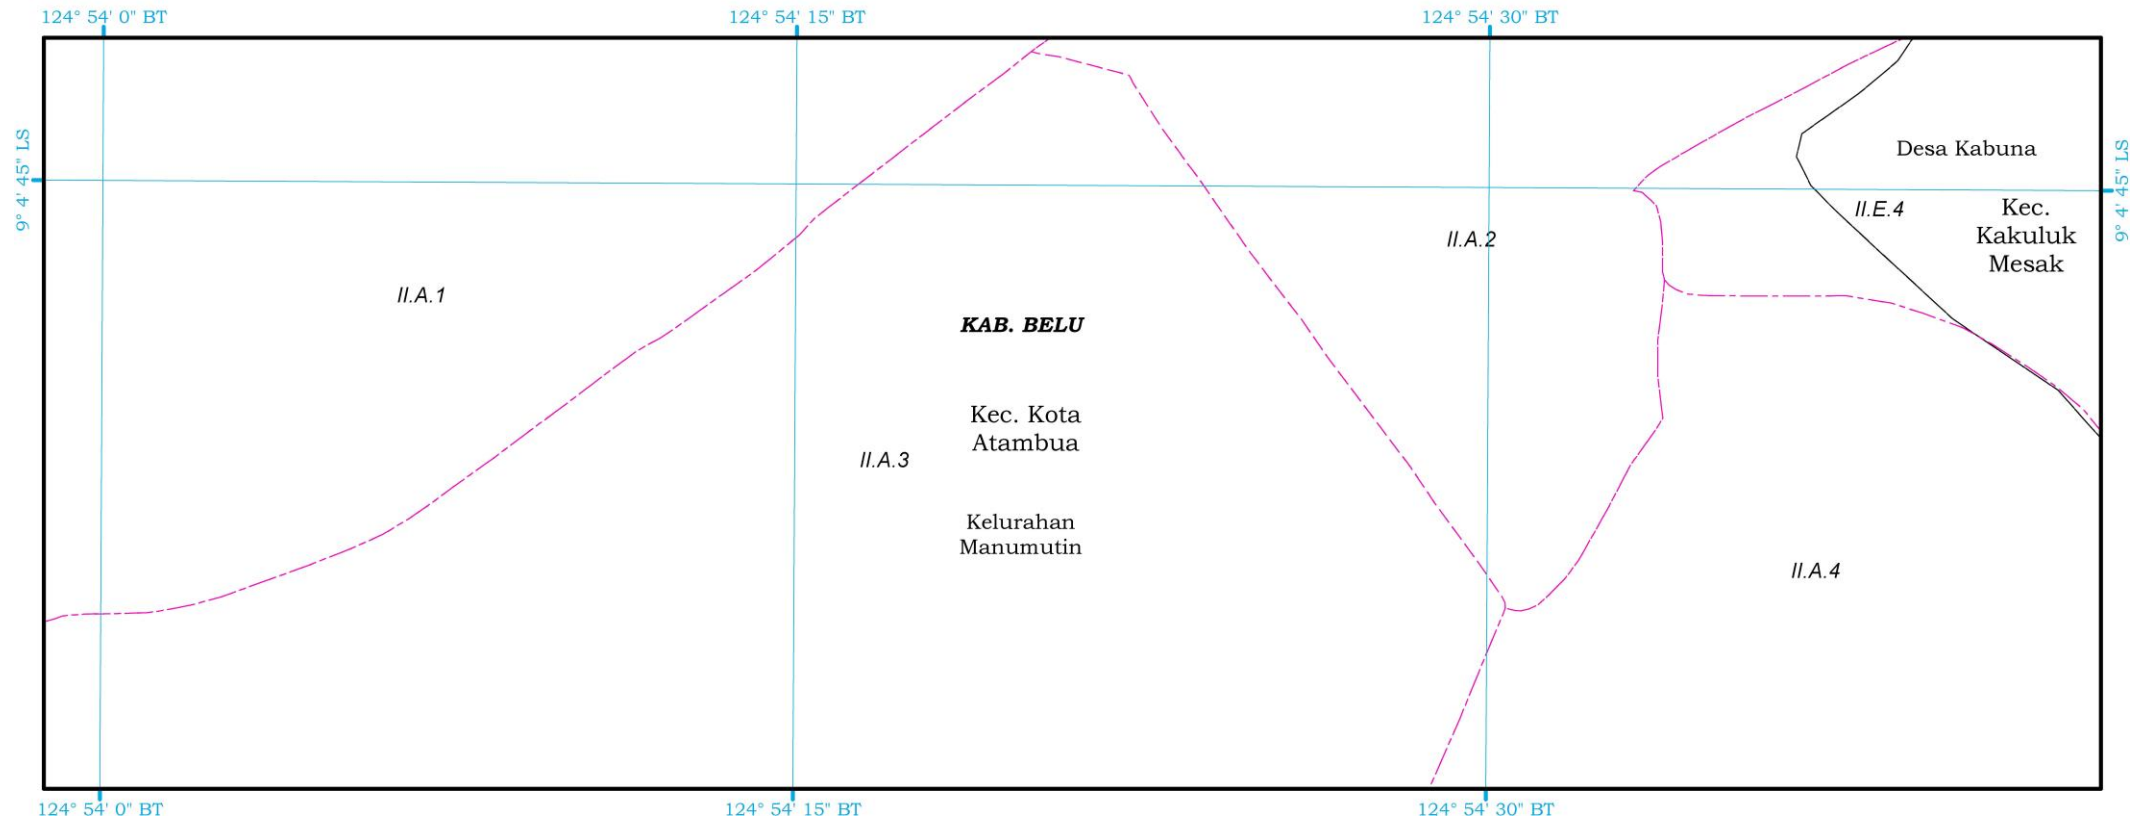 124° 54' 0" BT
124° 54' 15" BT
124° 54' 30" BT
9° 4' 45" LS
9° 4' 45" LS
Desa Kabuna
II.E.4
Kec.
Kakuluk
Mesak
II.A.2
II.A.1
KAB. BELU
Kec. Kota
Atambua
II.A.3
Kelurahan
Manumutin
II.A.4
124° 54' 0" BT
124° 54' 15" BT
124° 54' 30" BT